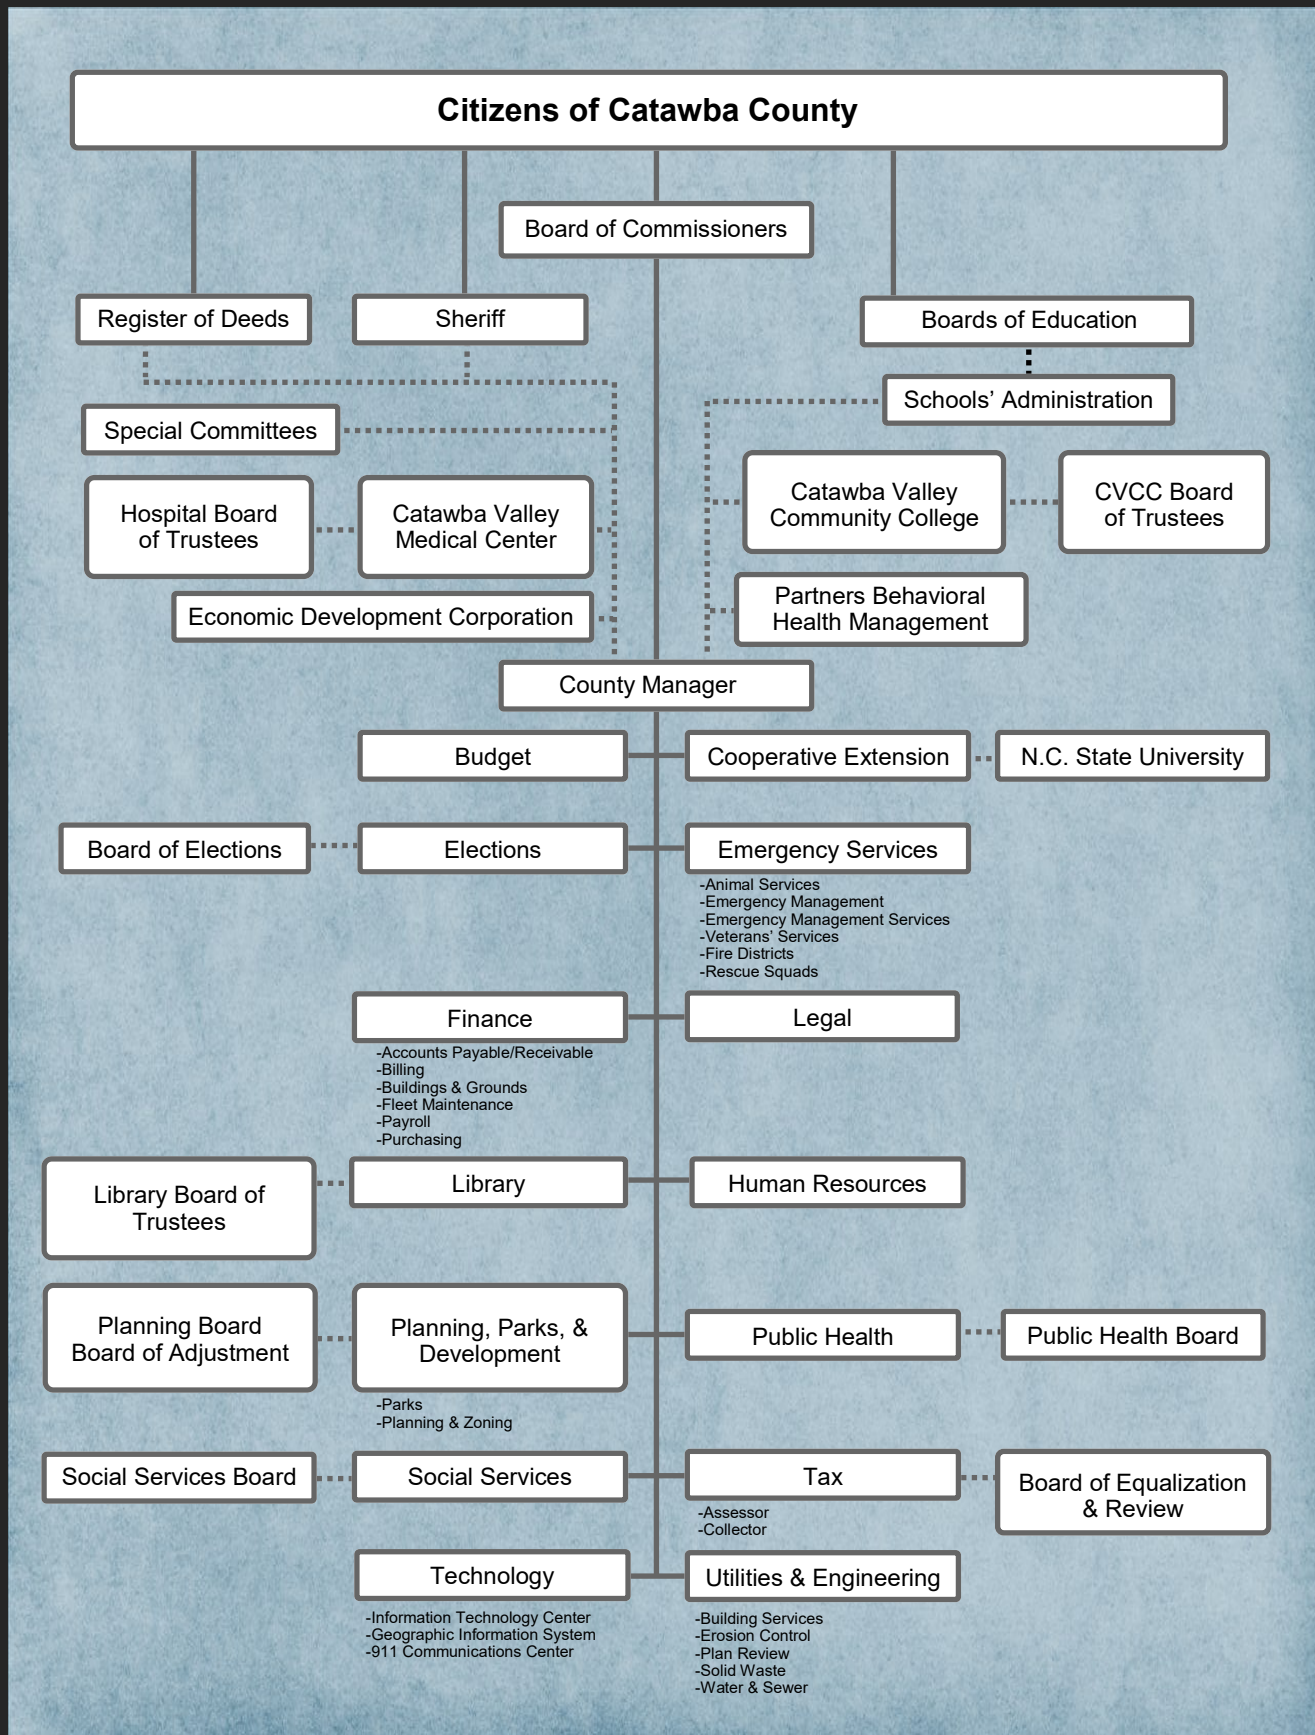 Citizens of Catawba County
Board of Commissioners
Register of Deeds
Sheriff
Boards of Education
Schools’ Administration
Special Committees
Hospital Board
of Trustees
Catawba Valley
Medical Center
Catawba Valley
Community College
CVCC Board
of Trustees
Economic Development Corporation
Partners Behavioral
Health Management
County Manager
Budget
Cooperative Extension
N.C. State University
Board of Elections
Elections
Emergency Services
-Animal Services
-Emergency Management
-Emergency Management Services
-Veterans’ Services
-Fire Districts
-Rescue Squads
Finance
-Accounts Payable/Receivable
-Billing
-Buildings & Grounds
-Fleet Maintenance
-Payroll
-Purchasing
Legal
Library Board of
Trustees
Library
Human Resources
Planning Board
Board of Adjustment
Planning, Parks, &
Development
-Parks
-Planning & Zoning
Public Health
Public Health Board
Social Services Board
Social Services
Tax
-Assessor
-Collector
Board of Equalization
& Review
Technology
-Information Technology Center
-Geographic Information System
-911 Communications Center
Utilities & Engineering
-Building Services
-Erosion Control
-Plan Review
-Solid Waste
-Water & Sewer